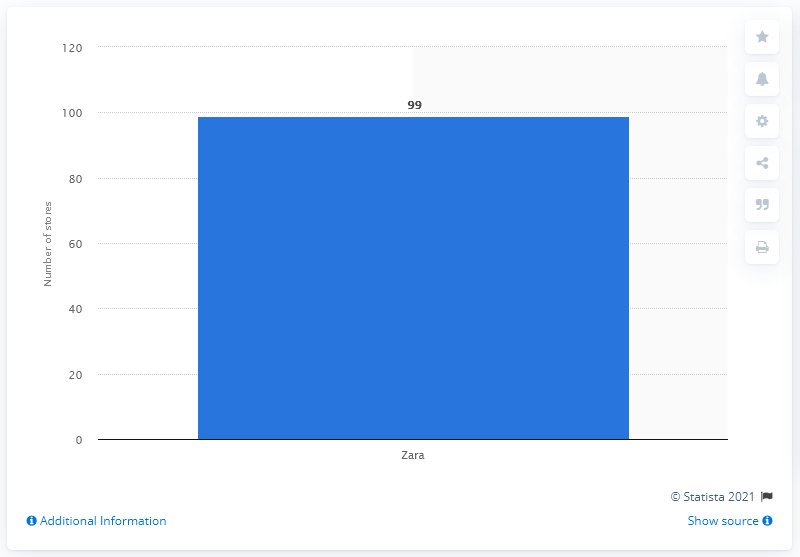 120
100
80
60
40
20
0
Number of stores
99
Zara
© Statista 2021
Additional Information
Show source